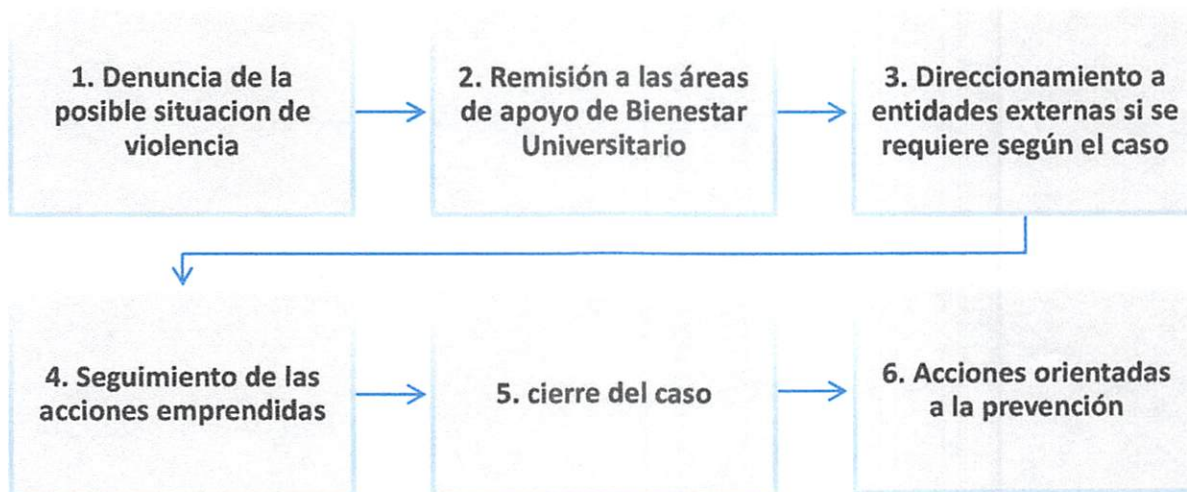 1. Denuncia de la
posible situacion de
violencia
2. Remisión a las áreas
de apoyo de Bienestar
Universitario
3. Direccionamiento a
entidades externas si se
requiere según el caso
4. Seguimiento de las
acciones emprendidas
5. cierre del caso
6. Acciones orientadas
a la prevención